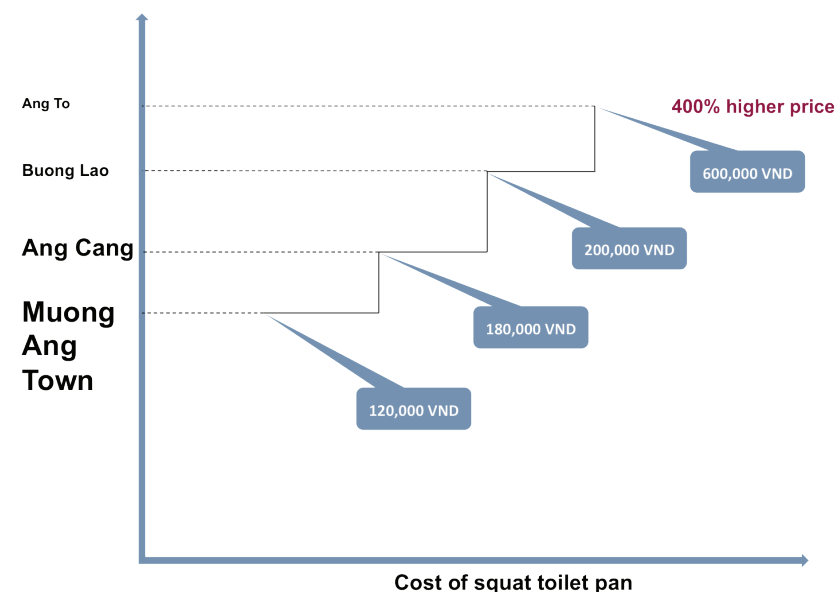 Ang To
400% higher price
Buong Lao
600,000 VND
Ang Cang
200,000 VND
Muong
Ang
Town
180,000 VND
120,000 VND
Cost of squat toilet pan